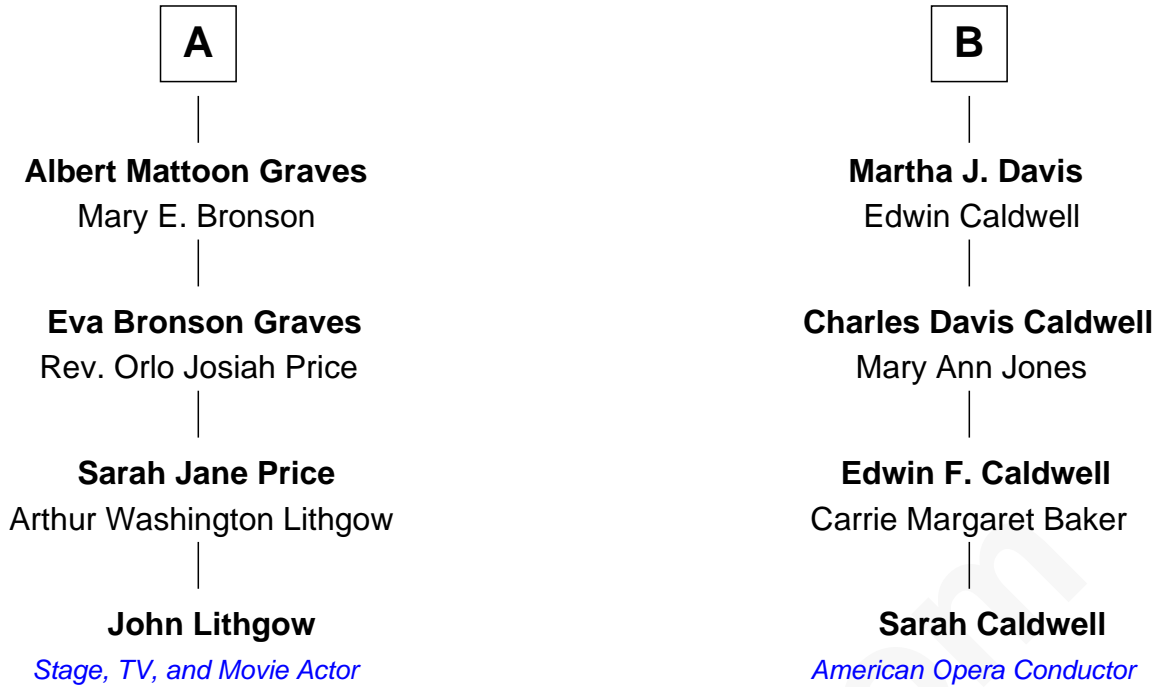 A
Albert Mattoon Graves
Mary E. Bronson
Eva Bronson Graves
Rev. Orlo Josiah Price
Sarah Jane Price
Arthur Washington Lithgow
John Lithgow
Stage, TV, and Movie Actor
B
Martha J. Davis
Edwin Caldwell
Charles Davis Caldwell
Mary Ann Jones
Edwin F. Caldwell
Carrie Margaret Baker
Sarah Caldwell
American Opera Conductor